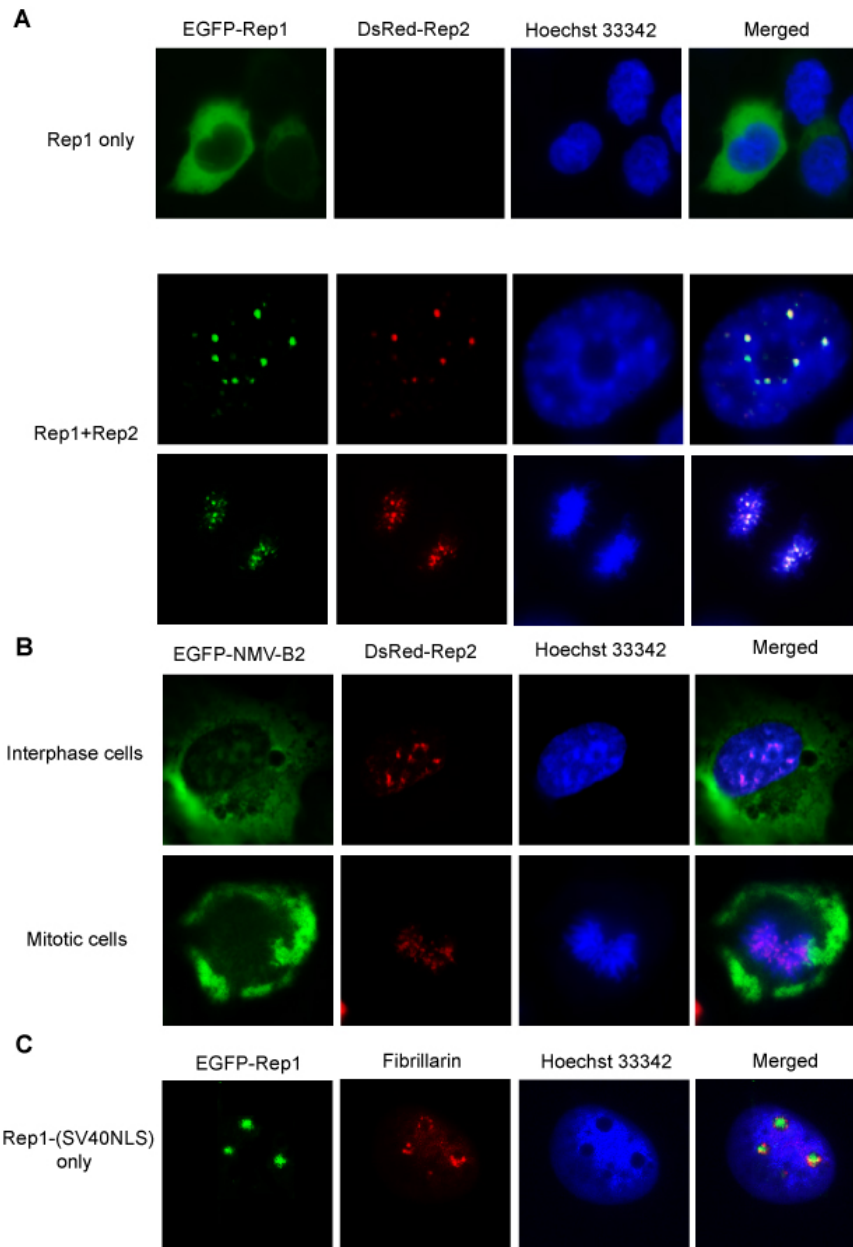 A
EGFP-Rep1 DsRed-Rep2 Hoechst 33342 Merged
Rep1 only
Rep1+Rep2
B
EGFP-NMV-B2 DsRed-Rep2 Hoechst 33342 Merged
Interphase cells
Mitotic cells
C
EGFP-Rep1 Fibrillarin Hoechst 33342 Merged
Rep1-(SV40NLS)
only